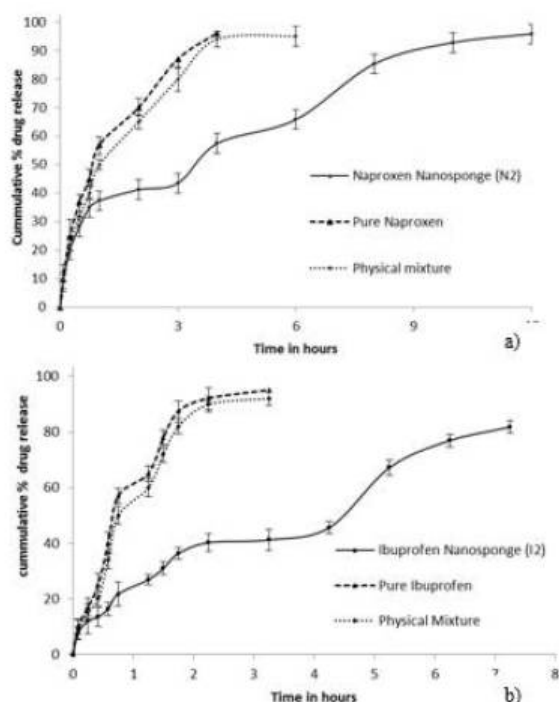 100
90
80
70
60
50
40
30
20
10
0
0
3
6
9
Cummulative % drug release
Naproxen Nanosponge (N2)
Pure Naproxen
Physical mixture
Time in hours
a)
100
80
60
40
20
0
0
1
2
3
4
5
6
7
8
cummulative % drug release
Ibuprofen Nanosponge (I2)
Pure Ibuprofen
Physical Mixture
Time in hours
b)